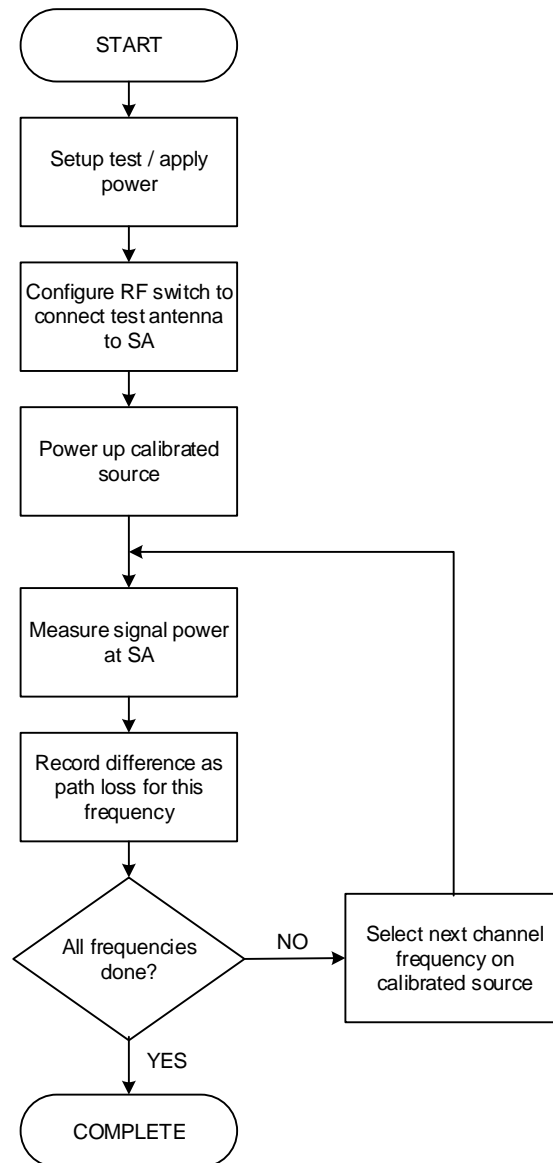 START
Setup test / apply
power
Configure RF switch to
connect test antenna
to SA
Power up calibrated
source
Measure signal power
at SA
Record difference as
path loss for this
frequency
All frequencies
done?
NO
Select next channel
frequency on
calibrated source
YES
COMPLETE